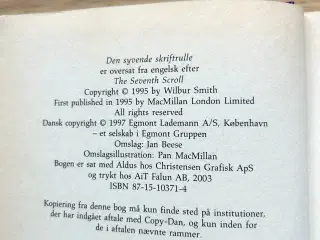 Den syvende skriftrulle
er oversat fra engelsk efter
The Seventh Scroll
Copyright © 1995 by Wilbur Smith
First published in 1995 by MacMillan London Limited
All rights reserved
Dansk copyright © 1997 Egmont Lademann A/S, København
– et selskab i Egmont Gruppen
Omslag: Jan Beese
Omslagsillustration: Pan MacMillan
Bogen er sat med Aldus hos Christensen Grafisk ApS
og trykt hos AiT Falun AB, 2003
ISBN 87-15-10371-4
Kopiering fra denne bog må kun finde sted på institutioner,
der har indgået aftale med Copy-Dan, og kun inden for
de i aftalen nævnte rammer.